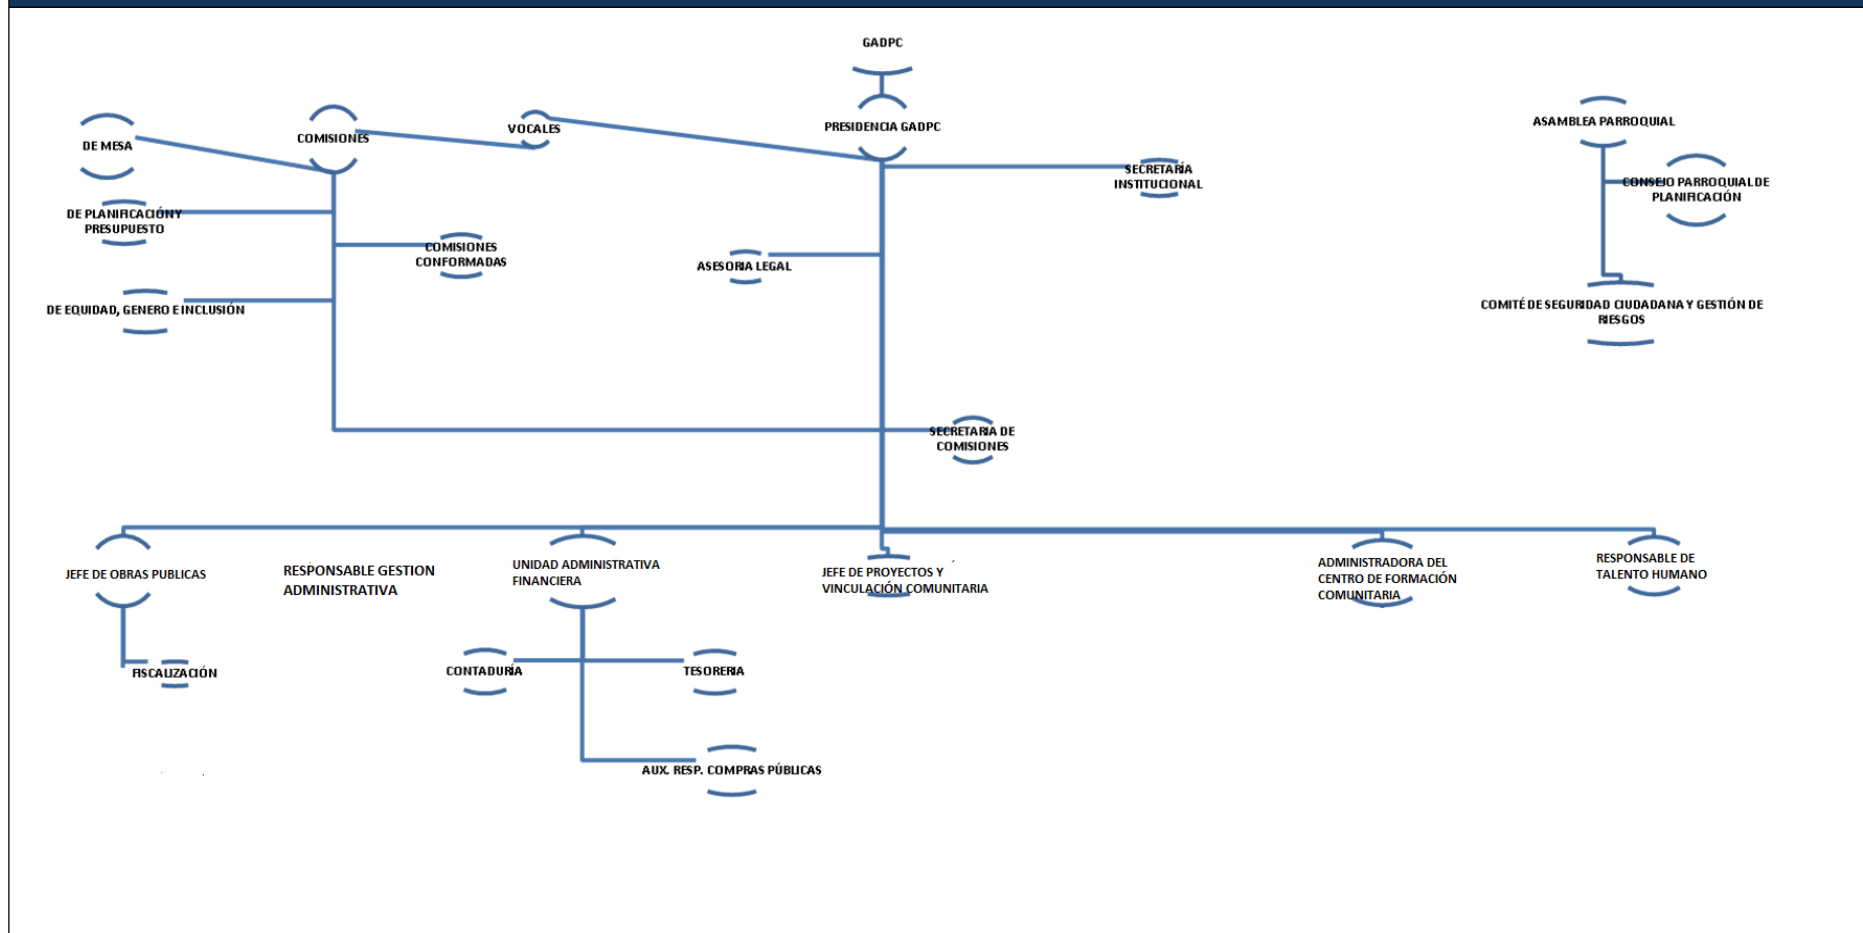 GADPC
PRESIDENCIA GADPC
VOCALES
COMISIONES
DE MESA
DE PLANIFICACIÓN Y
PRESUPUESTO
DE EQUIDAD, GENERO E INCLUSIÓN
COMISIONES
CONFORMADAS
ASESORIA LEGAL
SECRETARÍA
INSTITUCIONAL
SECRETARIA DE
COMISIONES
ASAMBLEA PARROQUIAL
CONSEJO PARROQUIAL DE
PLANIFICACIÓN
COMITÉ DE SEGURIDAD CIUDADANA Y GESTIÓN DE
RIESGOS
JEFE DE OBRAS PUBLICAS
RESPONSABLE GESTION
ADMINISTRATIVA
UNIDAD ADMINISTRATIVA
FINANCIERA
JEFE DE PROYECTOS Y
VINCULACIÓN COMUNITARIA
ADMINISTRADORA DEL
CENTRO DE FORMACIÓN
COMUNITARIA
RESPONSABLE DE
TALENTO HUMANO
FISCALIZACIÓN
CONTADURÍA
TESORERIA
AUX. RESP. COMPRAS PÚBLICAS